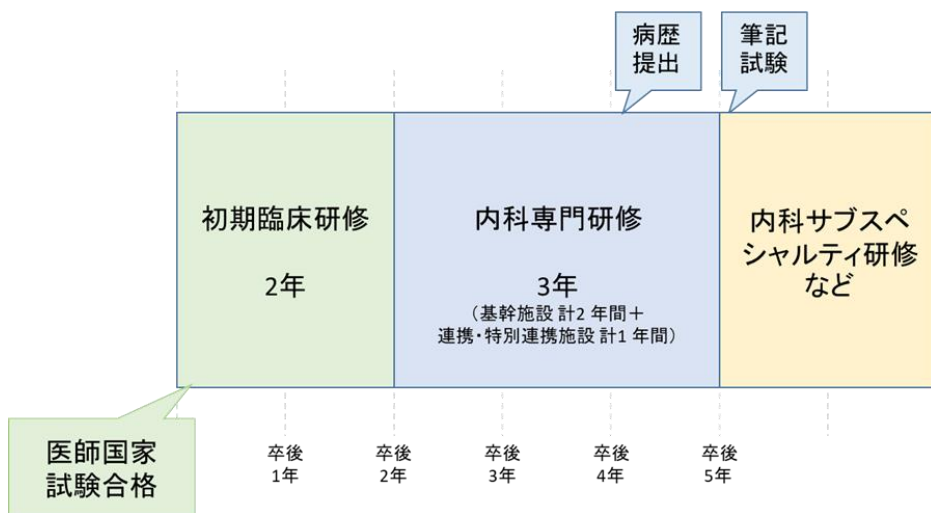 病歴
提出
筆記
試験
初期臨床研修
2年
内科専門研修
3年
（基幹施設 計2 年間＋
連携・特別連携施設 計1 年間）
内科サブスペ
シャルティ研修
など
医師国家
試験合格
卒後
1年
卒後
2年
卒後
3年
卒後
4年
卒後
5年